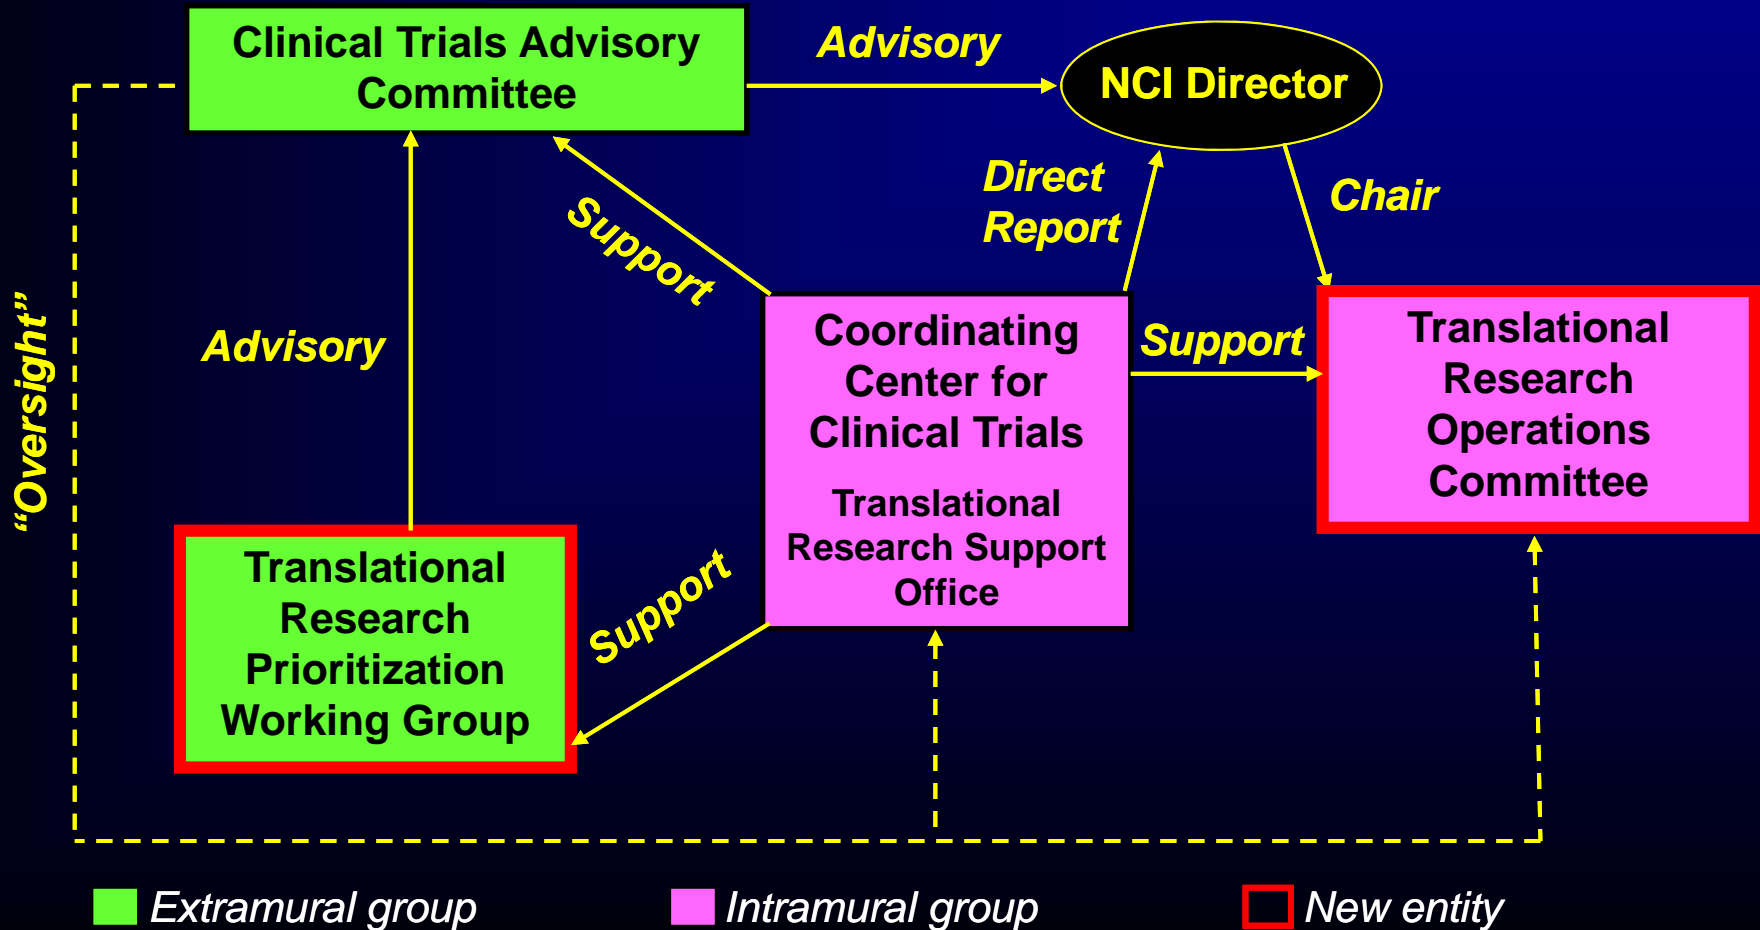 Clinical Trials Advisory
Committee
Advisory
NCI Director
Direct
Report
Chair
Support
"Oversight"
Advisory
Coordinating
Center for
Clinical Trials
Translational
Research Support
Office
Support
Translational
Research
Operations
Committee
Translational
Research
Prioritization
Working Group
Support
Extramural group
Intramural group
New entity